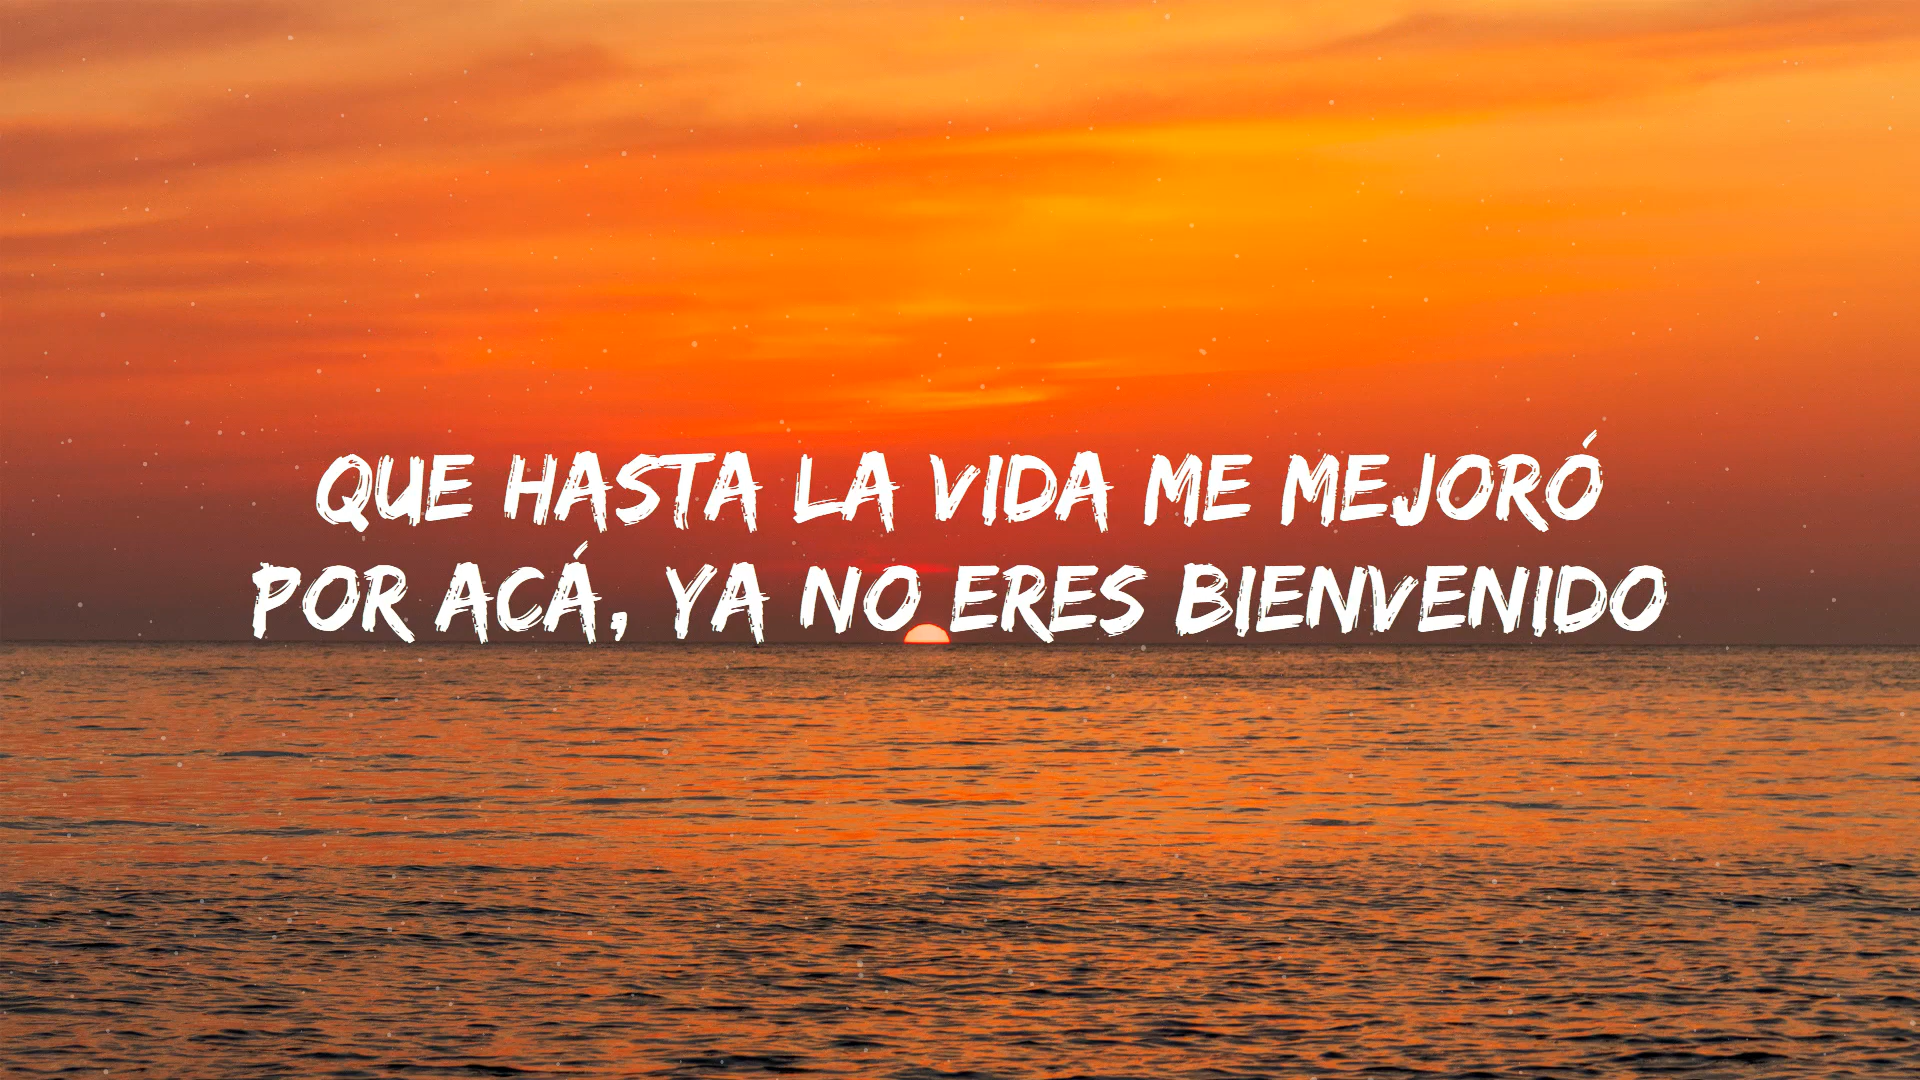 QUE HASTA LA VIDA ME MEJORÓ
POR ACÁ, YA NO ERES BIENVENIDO